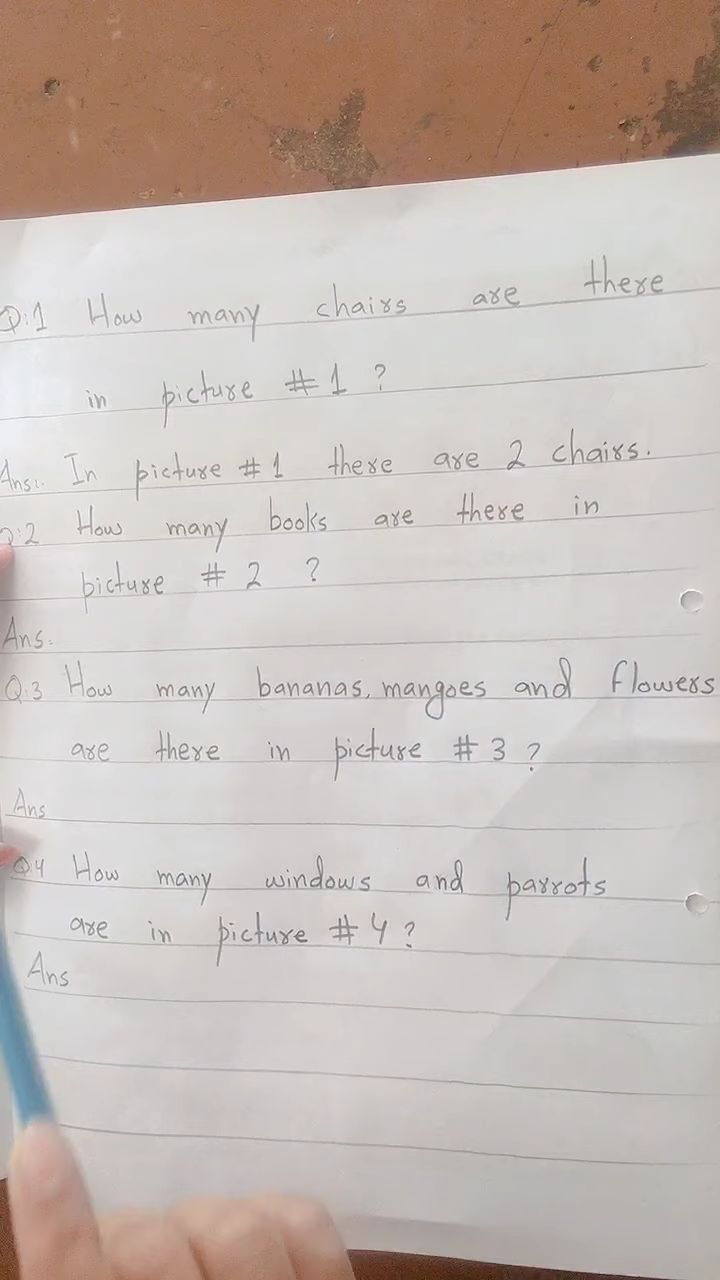 Q:1 How many chairs are there
in picture # 1 ?
Ans:. In picture # 1 there are 2 chairs.
Q:2 How many books are there in
picture # 2 ?
Ans.
Q.3 How many bananas, mangoes and flowers
are there in picture # 3 ?
Ans
Q:4 How many windows and parrots
are in picture # 4 ?
Ans